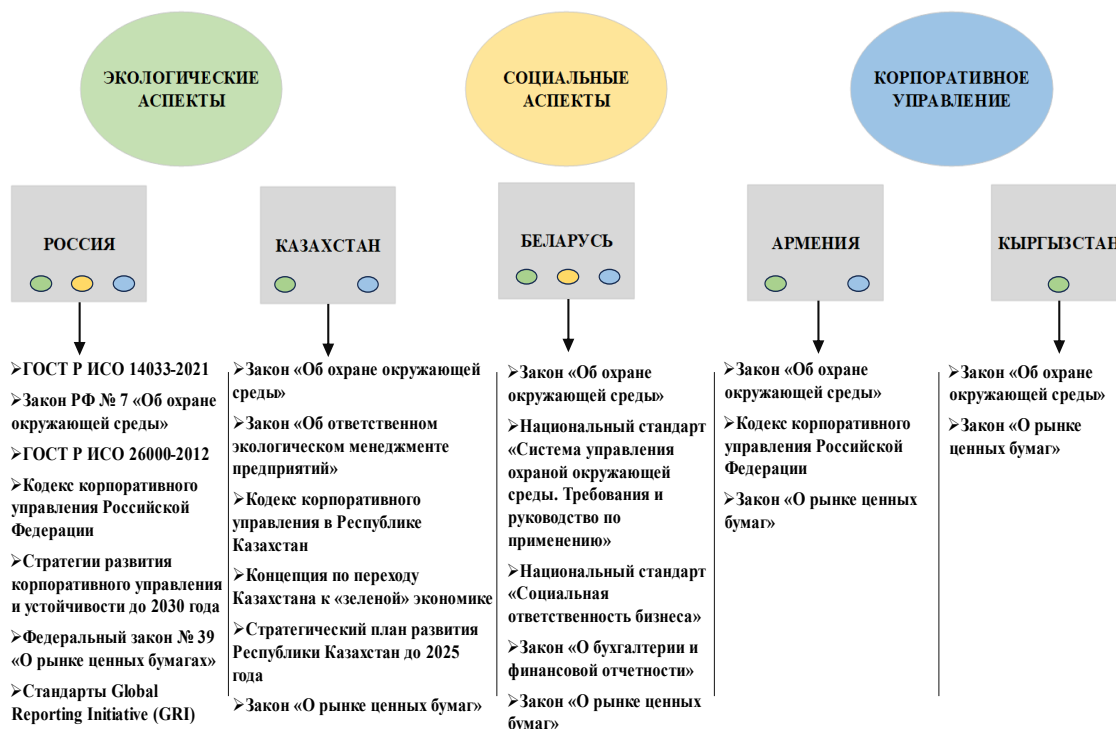 ЭКОЛОГИЧЕСКИЕ
АСПЕКТЫ
СОЦИАЛЬНЫЕ
АСПЕКТЫ
КОРПОРАТИВНОЕ
УПРАВЛЕНИЕ
РОССИЯ
КАЗАХСТАН
БЕЛАРУСЬ
АРМЕНИЯ
КЫРГЫЗСТАН
➢ГОСТ Р ИСО 14033-2021
➢Закон РФ № 7 «Об охране
окружающей среды»
➢ГОСТ Р ИСО 26000-2012
➢Кодекс корпоративного
управления Российской
Федерации
➢Стратегии развития
корпоративного управления
и устойчивости до 2030 года
➢Федеральный закон № 39
«О рынке ценных бумагах»
➢Стандарты Global
Reporting Initiative (GRI)
➢Закон «Об охране окружающей
среды»
➢Закон «Об ответственном
экологическом менеджменте
предприятий»
➢Кодекс корпоративного
управления в Республике
Казахстан
➢Концепция по переходу
Казахстана к «зеленой» экономике
➢Стратегический план развития
Республики Казахстан до 2025
года
➢Закон «О рынке ценных бумаг»
➢Закон «Об охране
окружающей среды»
➢Национальный стандарт
«Система управления
охраной окружающей
среды. Требования и
руководство по
применению»
➢Национальный стандарт
«Социальная
ответственность бизнеса»
➢Закон «О бухгалтерии и
финансовой отчетности»
➢Закон «О рынке ценных
бумаг»
➢Закон «Об охране
окружающей среды»
➢Кодекс корпоративного
управления Российской
Федерации
➢Закон «О рынке ценных
бумаг»
➢Закон «Об охране
окружающей среды»
➢Закон «О рынке
ценных бумаг»